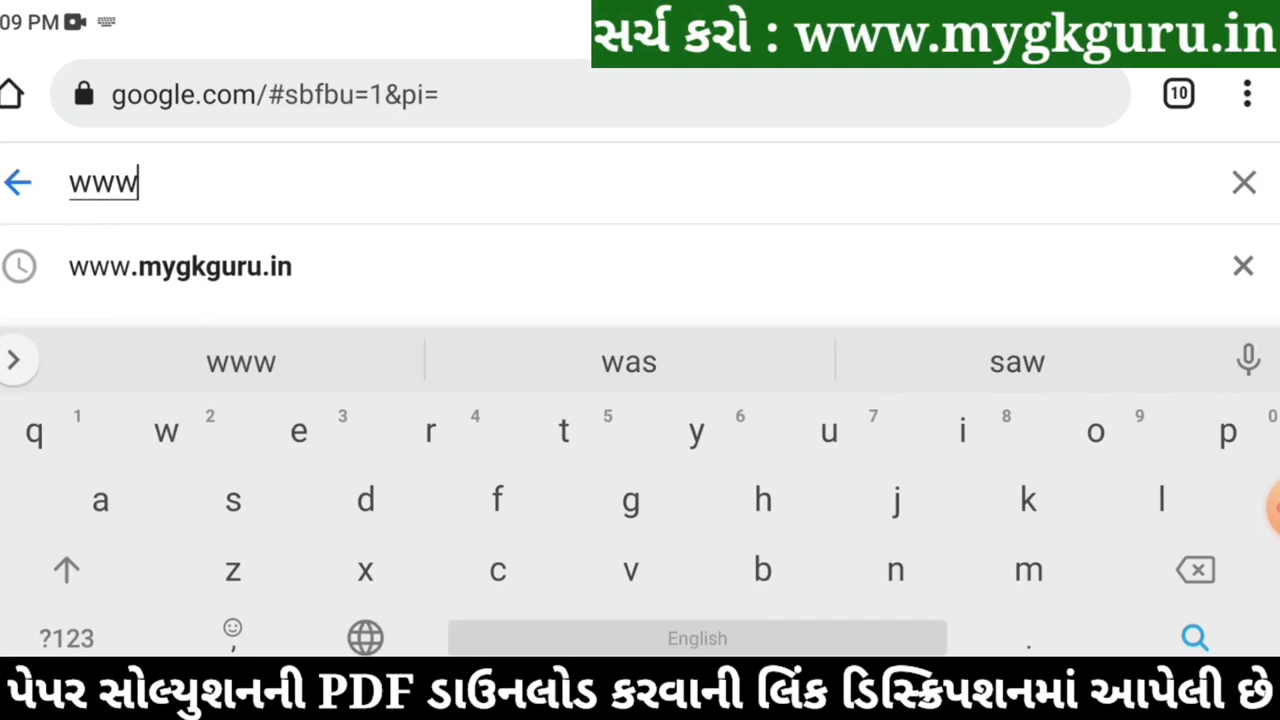 09 PM
સર્ચ કરો : www.mygkguru.in
google.com/#sbfbu=1&pi=
10
www
www.mygkguru.in
www was saw
q 1 w 2 e 3 r 4 t 5 y 6 u 7 i 8 o 9 p 0
a s d f g h j k l
z x c v b n m
?123 , English .
પેપર સોલ્યુશનની PDF ડાઉનલોડ કરવાની લિંક ડિસ્ક્રિપશનમાં આપેલી છે